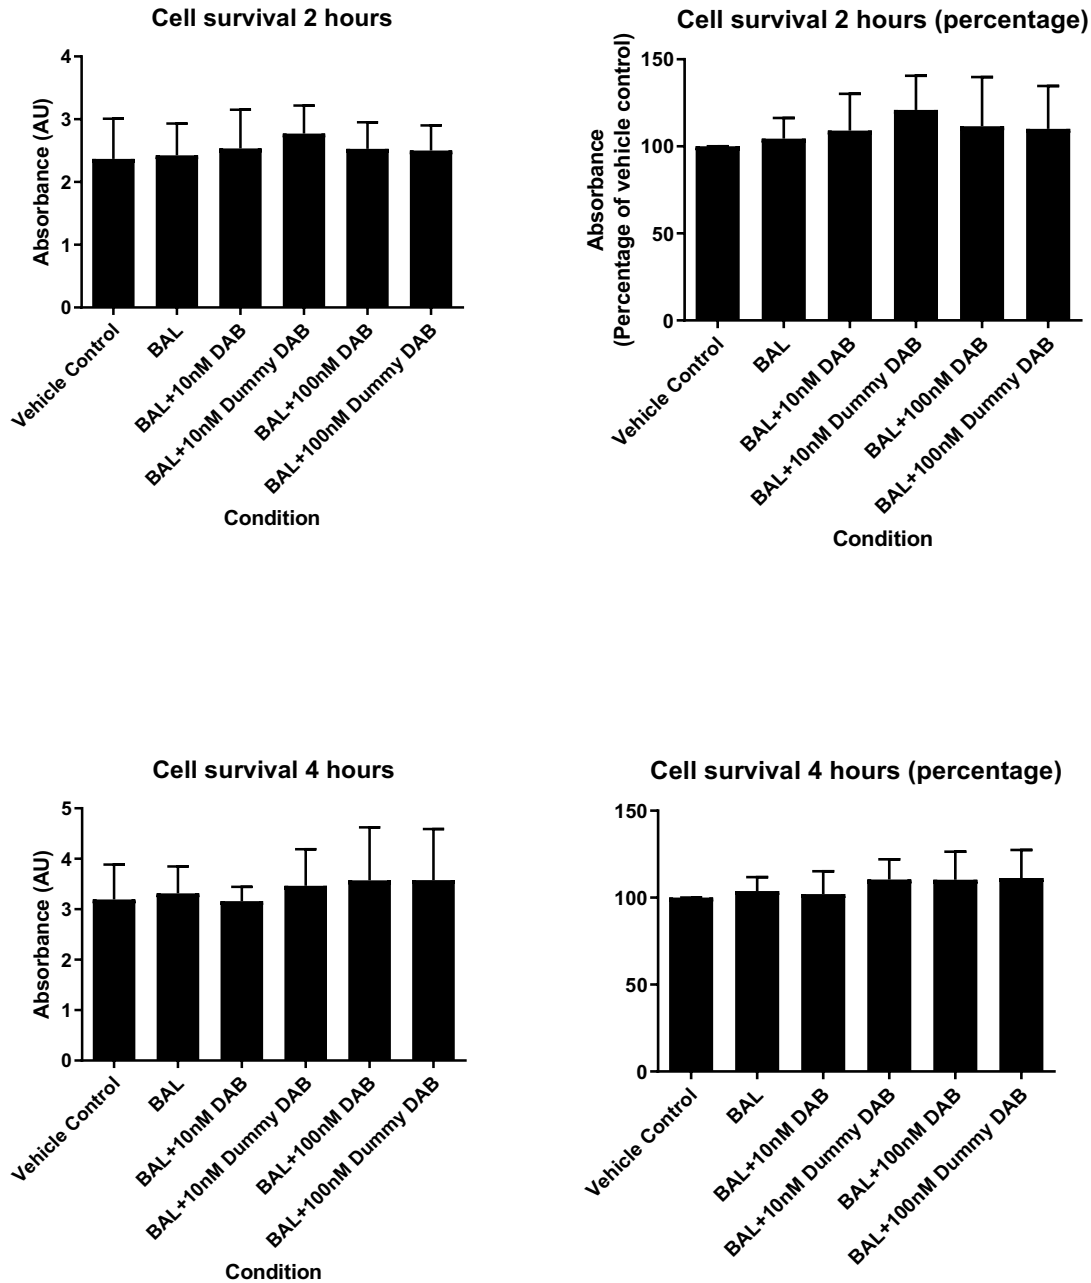 Cell survival 2 hours
Absorbance (AU)
4
3
2
1
0
Vehicle Control
BAL
BAL+10nM DAB
BAL+10nM Dummy DAB
BAL+100nM DAB
BAL+100nM Dummy DAB
Condition
Cell survival 2 hours (percentage)
Absorbance
(Percentage of vehicle control)
150
100
50
0
Vehicle Control
BAL
BAL+10nM DAB
BAL+10nM Dummy DAB
BAL+100nM DAB
BAL+100nM Dummy DAB
Condition
Cell survival 4 hours
Absorbance (AU)
5
4
3
2
1
0
Vehicle Control
BAL
BAL+10nM DAB
BAL+10nM Dummy DAB
BAL+100nM DAB
BAL+100nM Dummy DAB
Condition
Cell survival 4 hours (percentage)
150
100
50
0
Vehicle Control
BAL
BAL+10nM DAB
BAL+10nM Dummy DAB
BAL+100nM DAB
BAL+100nM Dummy DAB